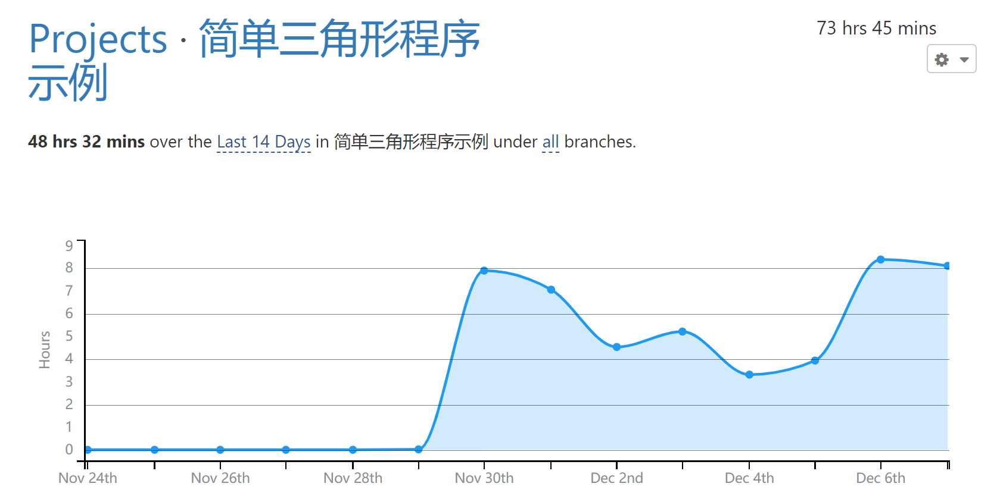 Projects · 简单三角形程序
示例
73 hrs 45 mins
48 hrs 32 mins over the Last 14 Days in 简单三角形程序示例 under all branches.
Hours
9
8
7
6
5
4
3
2
1
0
Nov 24th Nov 26th Nov 28th Nov 30th Dec 2nd Dec 4th Dec 6th